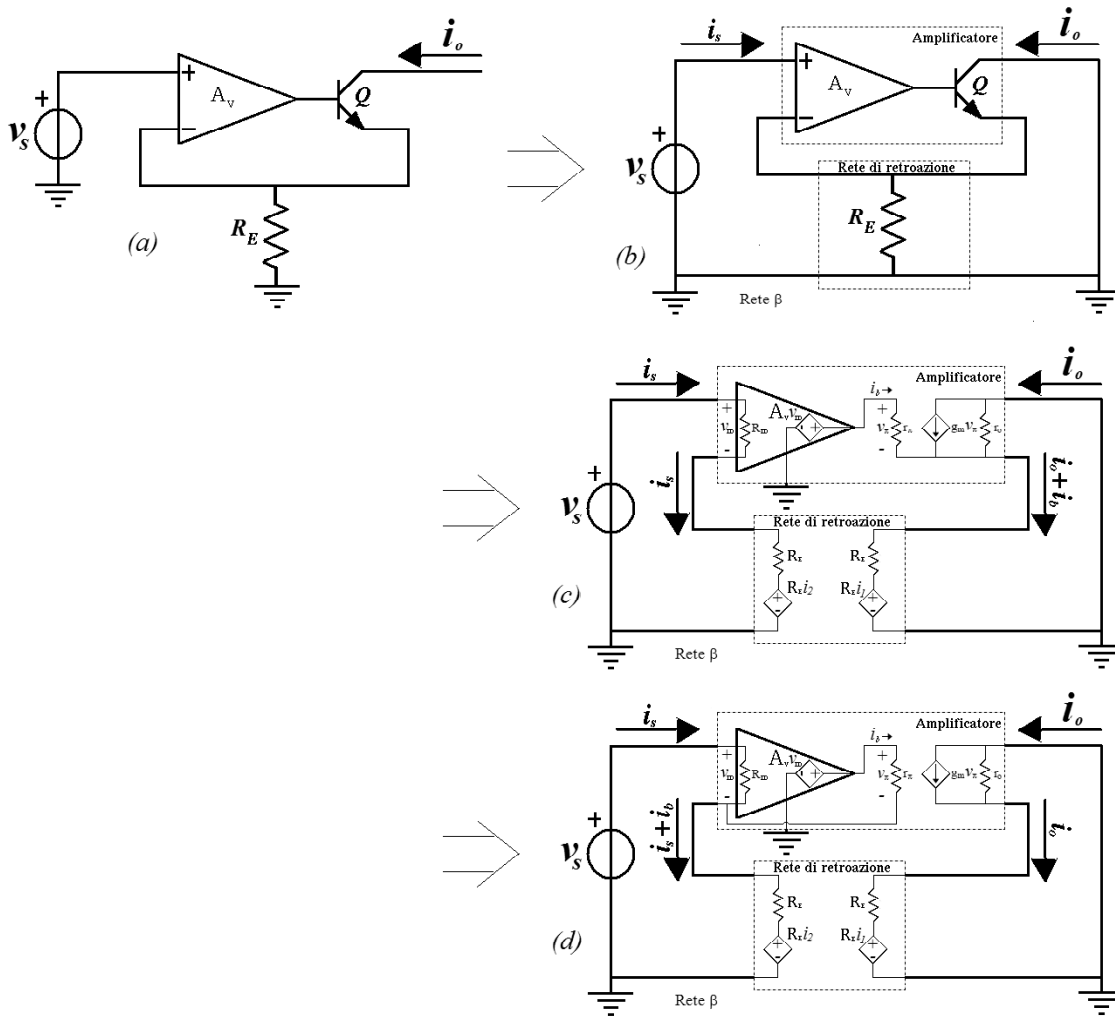 i_o
+
v_s
+
A_v
−
Q
R_E
(a)
i_s
Amplificatore
i_o
+
v_s
+
A_v
−
Q
Rete di retroazione
R_E
(b)
Rete β
i_s
Amplificatore
i_o
+
v_s
+
v_ID
-
R_ID
A_v v_ID
+
i_b→
+
v_π
-
r_π
g_m v_π
r_o
i_s
i_o+i_b
Rete di retroazione
R_E
R_E
+
-
R_E i_2
R_E i_1
+
-
(c)
Rete β
i_s
Amplificatore
i_o
+
v_s
+
v_ID
-
R_ID
A_v v_ID
+
i_b→
+
v_π
-
r_π
g_m v_π
r_o
i_s+i_b
i_o
Rete di retroazione
R_E
R_E
+
-
R_E i_2
R_E i_1
+
-
(d)
Rete β